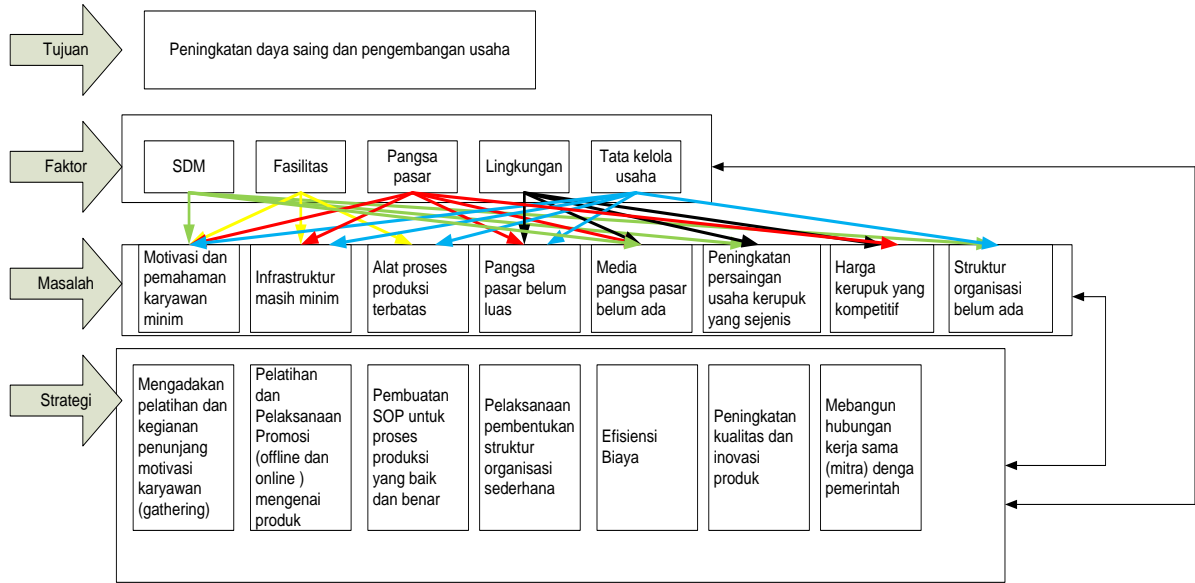 Tujuan
Peningkatan daya saing dan pengembangan usaha
Faktor
SDM
Fasilitas
Pangsa
pasar
Lingkungan
Tata kelola
usaha
Masalah
Motivasi dan
pemahaman
karyawan
minim
Infrastruktur
masih minim
Alat proses
produksi
terbatas
Pangsa
pasar belum
luas
Media
pangsa pasar
belum ada
Peningkatan
persaingan
usaha kerupuk
yang sejenis
Harga
kerupuk yang
kompetitif
Struktur
organisasi
belum ada
Strategi
Mengadakan
pelatihan dan
kegianan
penunjang
motivasi
karyawan
(gathering)
Pelatihan
dan
Pelaksanaan
Promosi
(offline dan
online )
mengenai
produk
Pembuatan
SOP untuk
proses
produksi
yang baik
dan benar
Pelaksanaan
pembentukan
struktur
organisasi
sederhana
Efisiensi
Biaya
Peningkatan
kualitas dan
inovasi
produk
Mebangun
hubungan
kerja sama
(mitra) denga
pemerintah